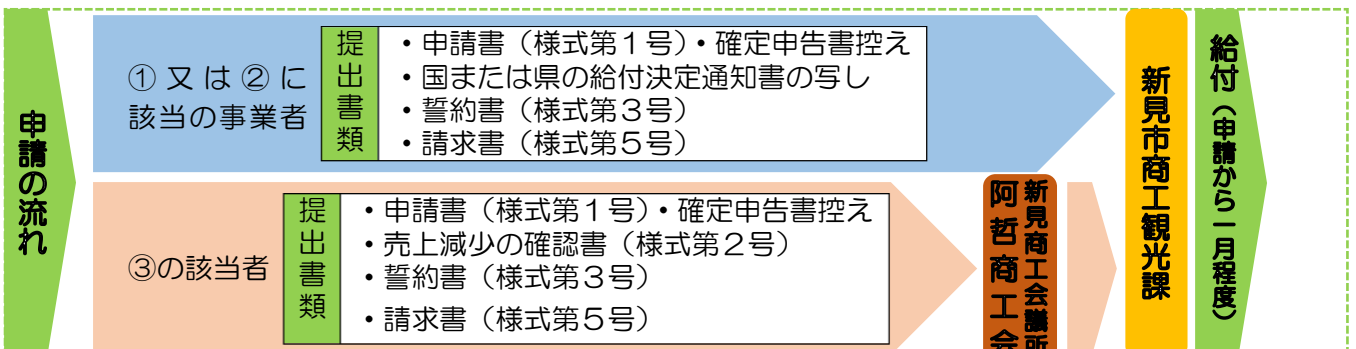 申請の流れ
①又は②に
該当の事業者
提出書類
・申請書（様式第１号）・確定申告書控え
・国または県の給付決定通知書の写し
・誓約書（様式第３号）
・請求書（様式第５号）
③の該当者
提出書類
・申請書（様式第１号）・確定申告書控え
・売上減少の確認書（様式第２号）
・誓約書（様式第３号）
・請求書（様式第５号）
新見商工会議所
阿哲商工会
新見市商工観光課
給付（申請から一月程度）